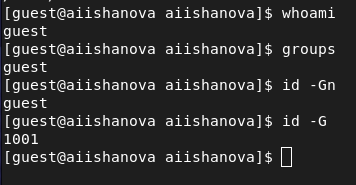 [guest@aiishanova aiishanova]$ whoami
guest
[guest@aiishanova aiishanova]$ groups
guest
[guest@aiishanova aiishanova]$ id -Gn
guest
[guest@aiishanova aiishanova]$ id -G
1001
[guest@aiishanova aiishanova]$